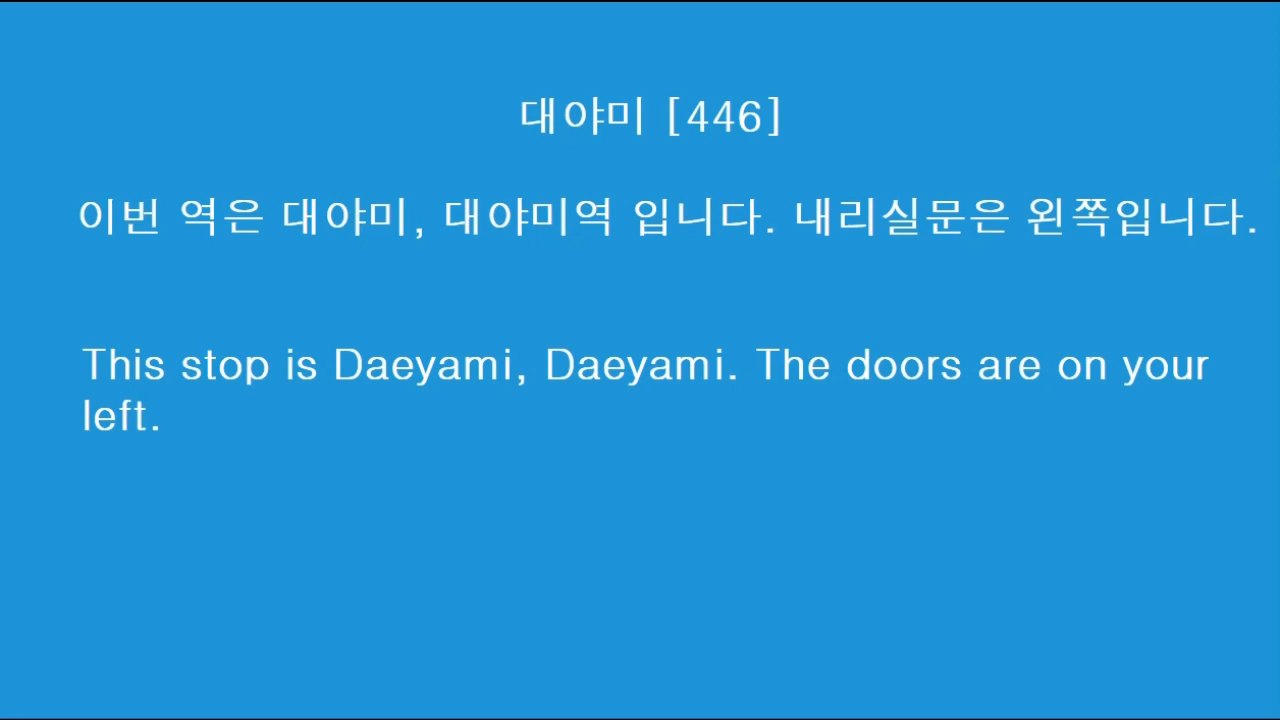 대야미 [446]
이번 역은 대야미, 대야미역 입니다. 내리실문은 왼쪽입니다.
This stop is Daeyami, Daeyami. The doors are on your
left.